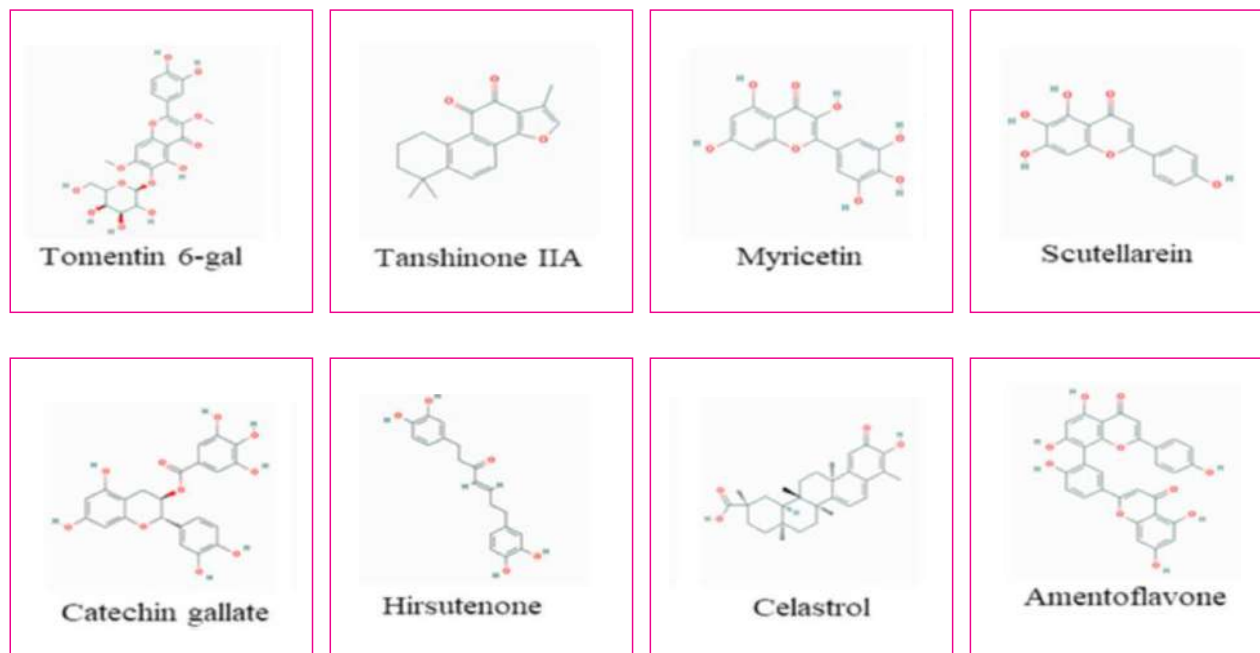 Tomentin 6-gal
Tanshinone IIA
Myricetin
Scutellarein
Catechin gallate
Hirsutenone
Celastrol
Amentoflavone